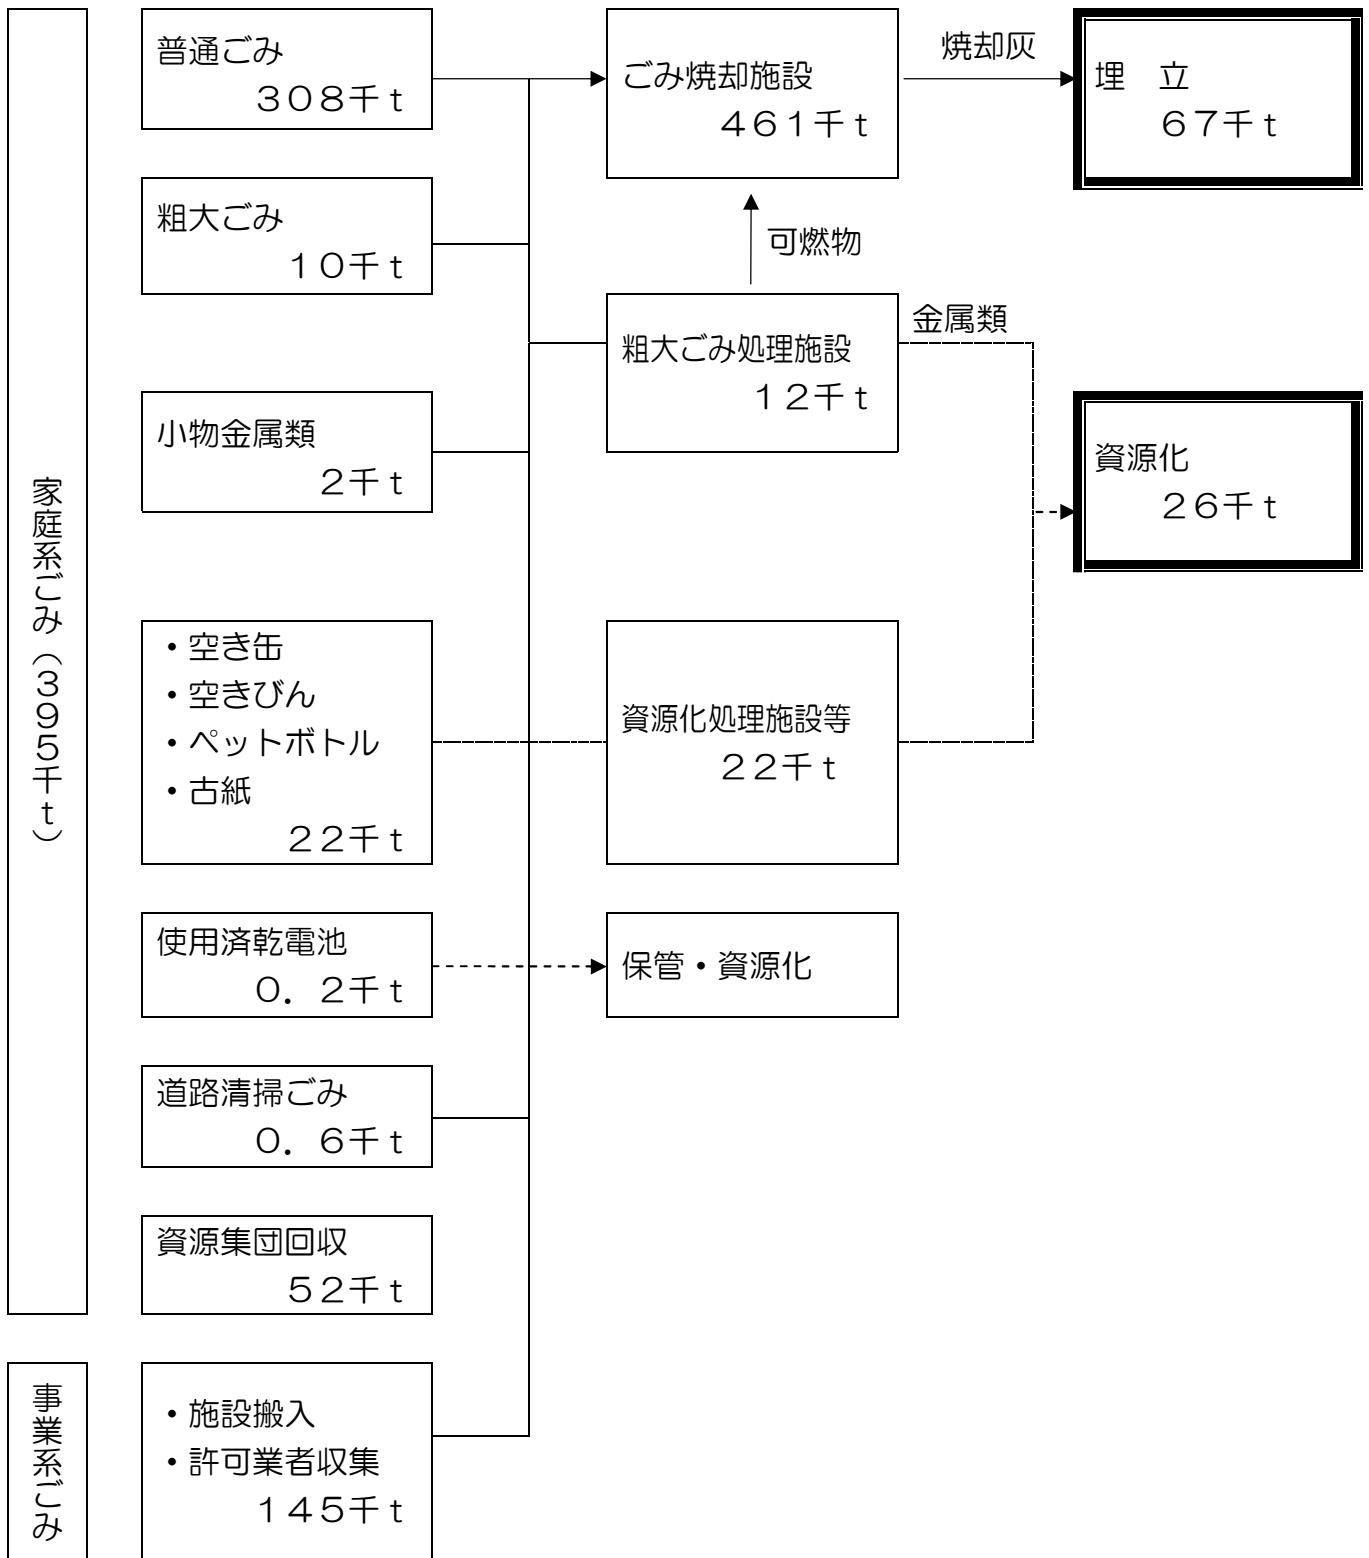 家庭系ごみ（３９５千ｔ）
普通ごみ
３０８千ｔ
粗大ごみ
１０千ｔ
小物金属類
２千ｔ
・空き缶
・空きびん
・ペットボトル
・古紙
２２千ｔ
使用済乾電池
０．２千ｔ
道路清掃ごみ
０．６千ｔ
資源集団回収
５２千ｔ
事業系ごみ
・施設搬入
・許可業者収集
１４５千ｔ
ごみ焼却施設
４６１千ｔ
可燃物
粗大ごみ処理施設
１２千ｔ
資源化処理施設等
２２千ｔ
保管・資源化
焼却灰
埋　立
６７千ｔ
金属類
資源化
２６千ｔ